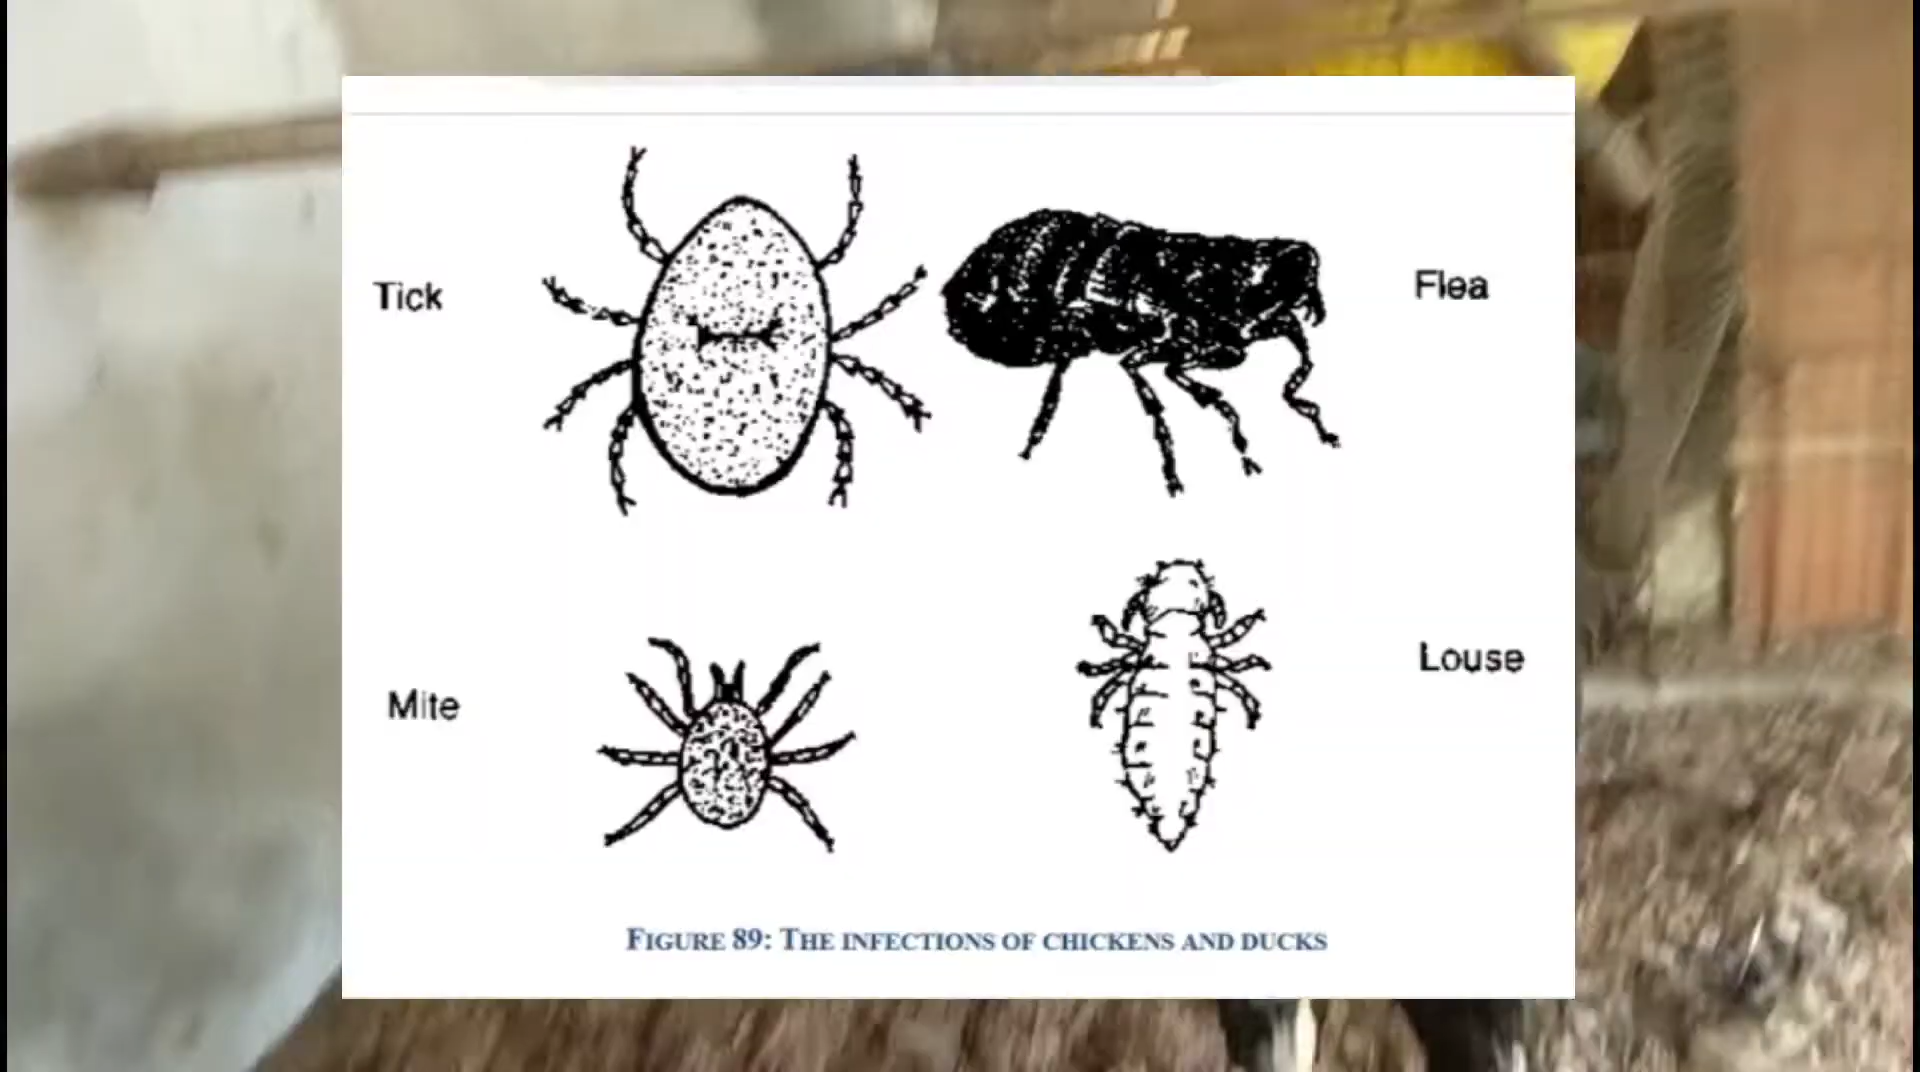 Tick
Flea
Mite
Louse
FIGURE 89: THE INFECTIONS OF CHICKENS AND DUCKS